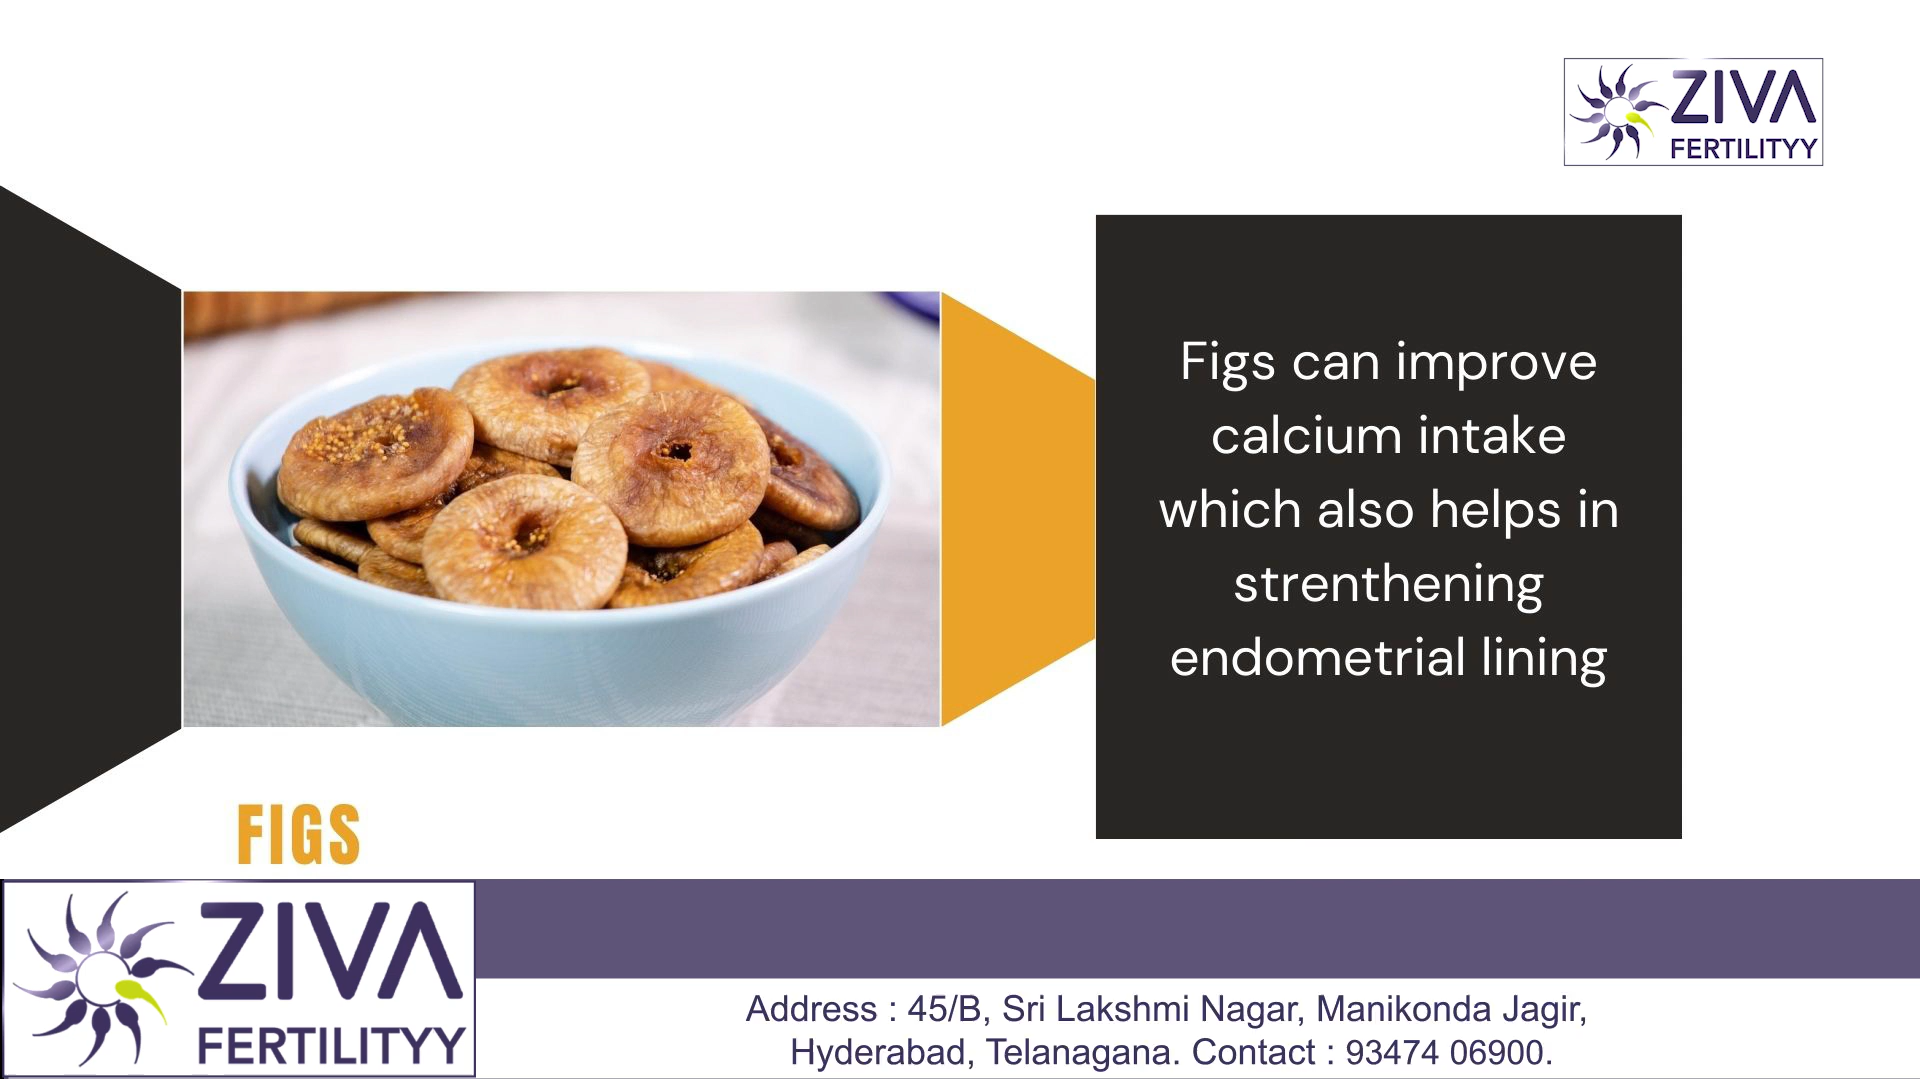 ZIVA
FERTILITYY
Figs can improve
calcium intake
which also helps in
strenthening
endometrial lining
FIGS
ZIVA
FERTILITYY
Address : 45/B, Sri Lakshmi Nagar, Manikonda Jagir,
Hyderabad, Telanagana. Contact : 93474 06900.